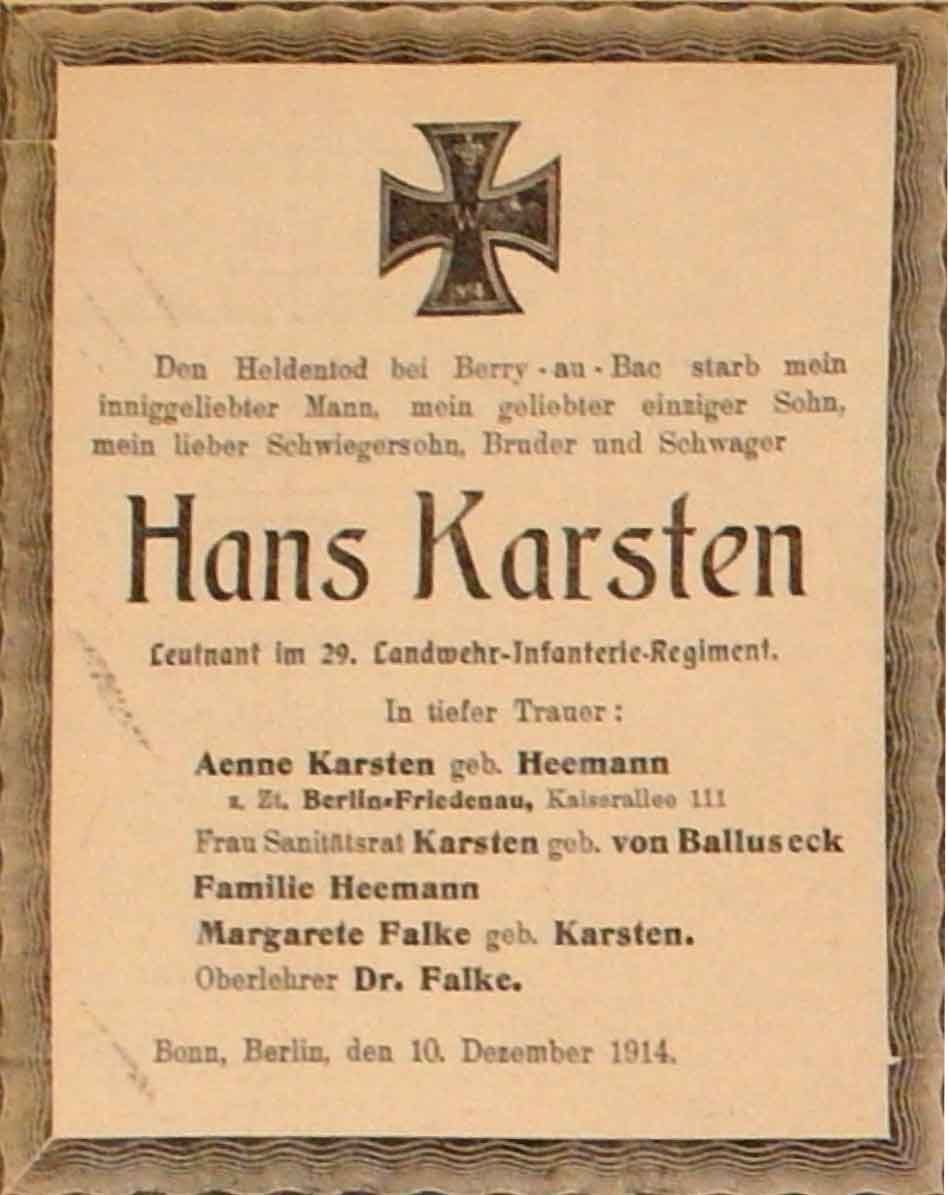 W
Den Heldentod bei Berry-au-Bac starb mein
inniggeliebter Mann, mein geliebter einziger Sohn,
mein lieber Schwiegersohn, Bruder und Schwager
Hans Karsten
Leutnant im 29. Landwehr-Infanterie-Regiment.
In tiefer Trauer:
Aenne Karsten geb. Heemann
z. Zt. Berlin-Friedenau, Kaiserallee 111
Frau Sanitätsrat Karsten geb. von Balluseck
Familie Heemann
Margarete Falke geb. Karsten.
Oberlehrer Dr. Falke.
Bonn, Berlin, den 10. Dezember 1914.